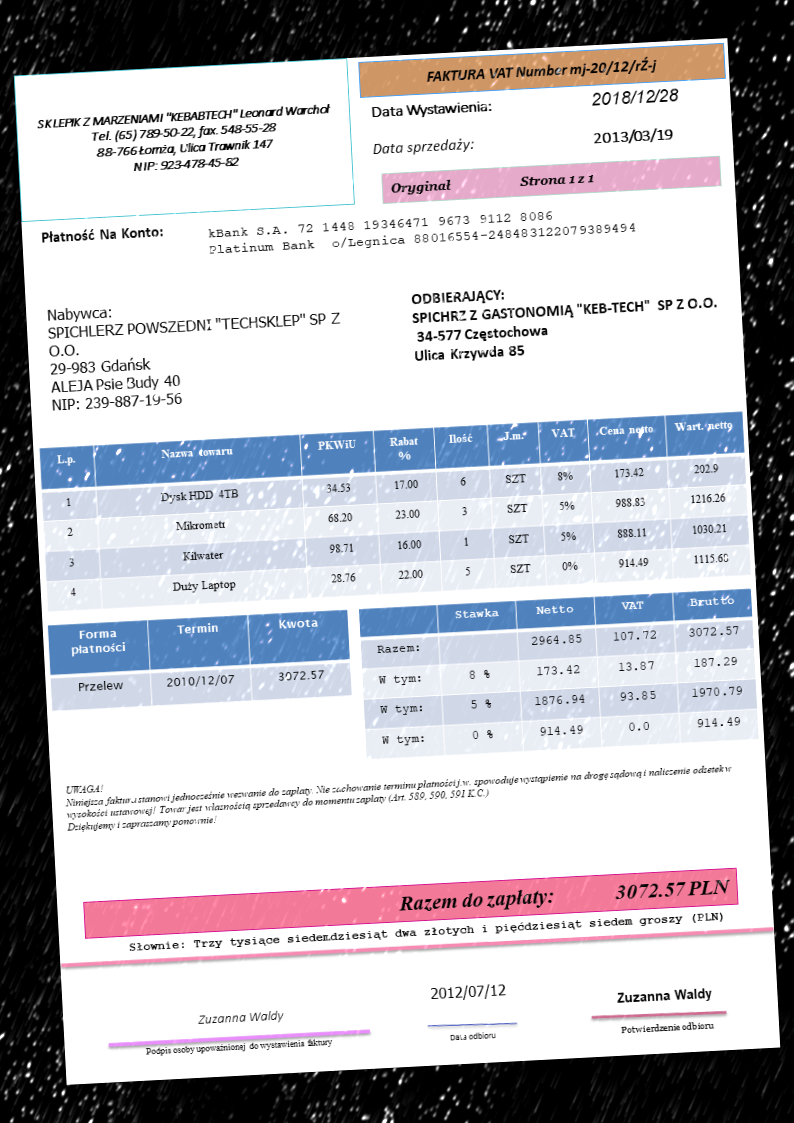 SKLEPIK Z MARZENIAMI "KEBABTECH" Leonard Warchoł
Tel. (65) 789-50-22, fax. 548-55-28
88-766 Łomża, Ulica Trawnik 147
NIP: 923-478-45-82
FAKTURA VAT Number mj-20/12/rŹ-j
Data Wystawienia: 2018/12/28
Data sprzedaży: 2013/03/19
Oryginał Strona 1 z 1
Płatność Na Konto: kBank S.A. 72 1448 19346471 9673 9112 8086
Platinum Bank o/Legnica 88016554-248483122079389494
Nabywca:
SPICHLERZ POWSZEDNI "TECHSKLEP" SP Z
O.O.
29-983 Gdańsk
ALEJA Psie Budy 40
NIP: 239-887-19-56
ODBIERAJĄCY:
SPICHRZ Z GASTONOMIĄ "KEB-TECH" SP Z O.O.
34-577 Częstochowa
Ulica Krzywda 85
L.p. Nazwa towaru PKWiU Rabat % Ilość J.m. VAT Cena netto Wart. netto
1 Dysk HDD 4TB 34.53 17.00 6 SZT 8% 173.42 202.9
2 Mikrometr 68.20 23.00 3 SZT 5% 988.83 1216.26
3 Kilwater 98.71 16.00 1 SZT 5% 888.11 1030.21
4 Duży Laptop 28.76 22.00 5 SZT 0% 914.49 1115.68
Forma płatności Termin Kwota
Przelew 2010/12/07 3072.57
Stawka Netto VAT Brutto
Razem: 2964.85 107.72 3072.57
W tym: 8 % 173.42 13.87 187.29
W tym: 5 % 1876.94 93.85 1970.79
W tym: 0 % 914.49 0.0 914.49
UWAGA!
Niniejsza faktura stanowi jednocześnie wezwanie do zapłaty. Nie zachowanie terminu płatności j.w. spowoduje wystąpienie na drogę sądową i naliczenie odsetek w
wysokości ustawowej! Towar jest własnością sprzedawcy do momentu zapłaty (Art. 589, 590, 591 K.C.)
Dziękujemy i zapraszamy ponownie!
Razem do zapłaty: 3072.57 PLN
Słownie: Trzy tysiące siedemdziesiąt dwa złotych i pięćdziesiąt siedem groszy (PLN)
Zuzanna Waldy
Podpis osoby upoważnionej do wystawienia faktury
2012/07/12
Data odbioru
Zuzanna Waldy
Potwierdzenie odbioru